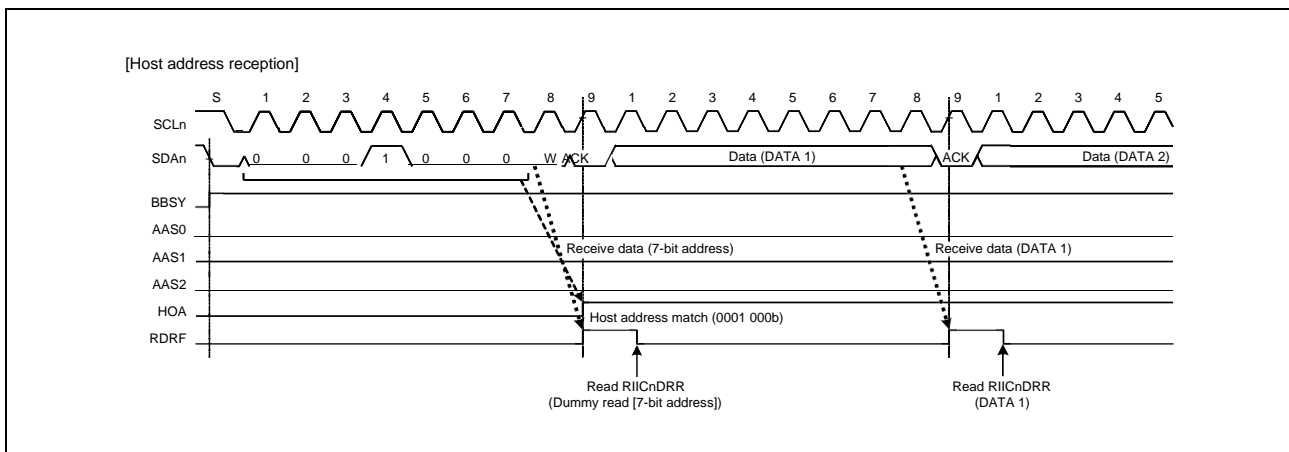 [Host address reception]
S 1 2 3 4 5 6 7 8 9 1 2 3 4 5 6 7 8 9 1 2 3 4 5
SCLn
SDAn 0 0 0 1 0 0 0 W ACK Data (DATA 1) ACK Data (DATA 2)
BBSY
AAS0
AAS1 Receive data (7-bit address) Receive data (DATA 1)
AAS2
HOA Host address match (0001 000b)
RDRF
Read RIICnDRR Read RIICnDRR
(Dummy read [7-bit address]) (DATA 1)